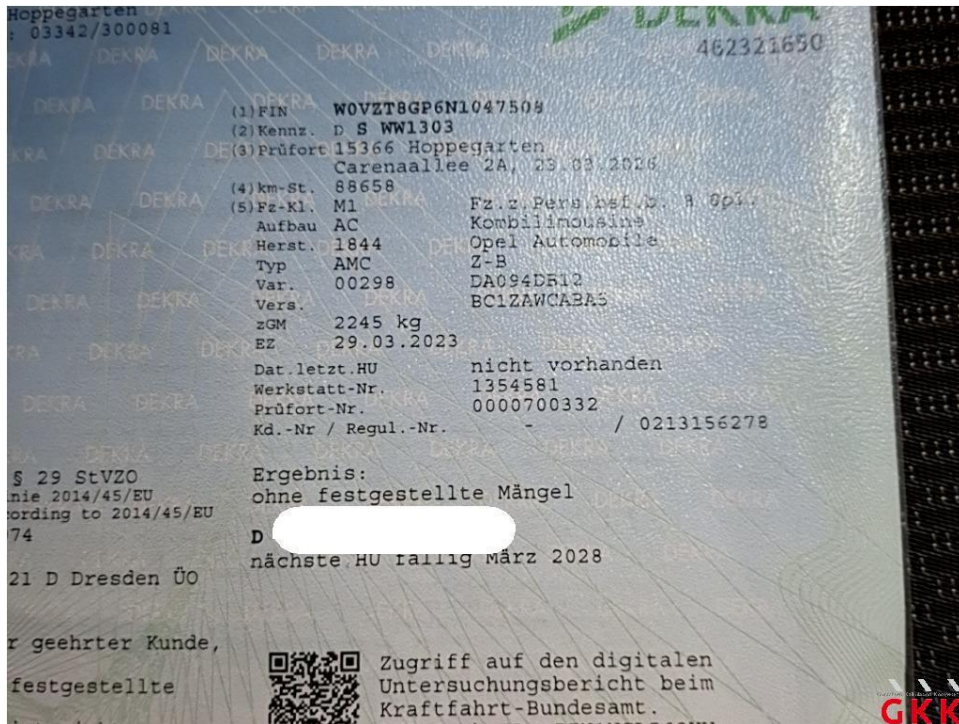 Hoppegarten
: 03342/300081
DEKRA
462321650
(1)FIN W0VZT8GP6N1047508
(2)Kennz. D S WW1303
(3)Prüfort 15366 Hoppegarten
Carenaallee 2A, 23.03.2026
(4)km-St. 88658
(5)Fz-Kl. M1 Fz.z.Pers.bef.b. 8 Spl.
Aufbau AC Kombilimousine
Herst. 1844 Opel Automobile
Typ AMC Z-B
Var. 00298 DA094DB12
Vers. BC1ZAWCABA5
zGM 2245 kg
EZ 29.03.2023
Dat.letzt.HU nicht vorhanden
Werkstatt-Nr. 1354581
Prüfort-Nr. 0000700332
Kd.-Nr / Regul.-Nr. - / 0213156278
§ 29 StVZO
nie 2014/45/EU
cording to 2014/45/EU
74
21 D Dresden ÜO
r geehrter Kunde,
festgestellte
Ergebnis:
ohne festgestellte Mängel
D
nächste HU fällig März 2028
Zugriff auf den digitalen
Untersuchungsbericht beim
Kraftfahrt-Bundesamt.
GKK